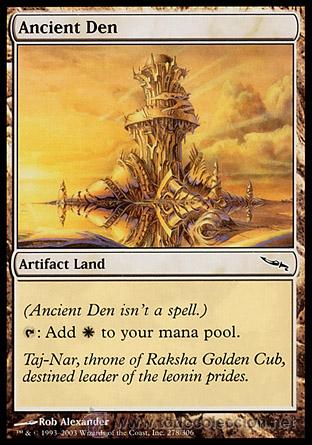 Ancient Den
Artifact Land
(Ancient Den isn't a spell.)
: Add to your mana pool.
Taj-Nar, throne of Raksha Golden Cub,
destined leader of the leonin prides.
Rob Alexander
™ & © 1993-2003 Wizards of the Coast, Inc. 278/306
todocoleccion.net